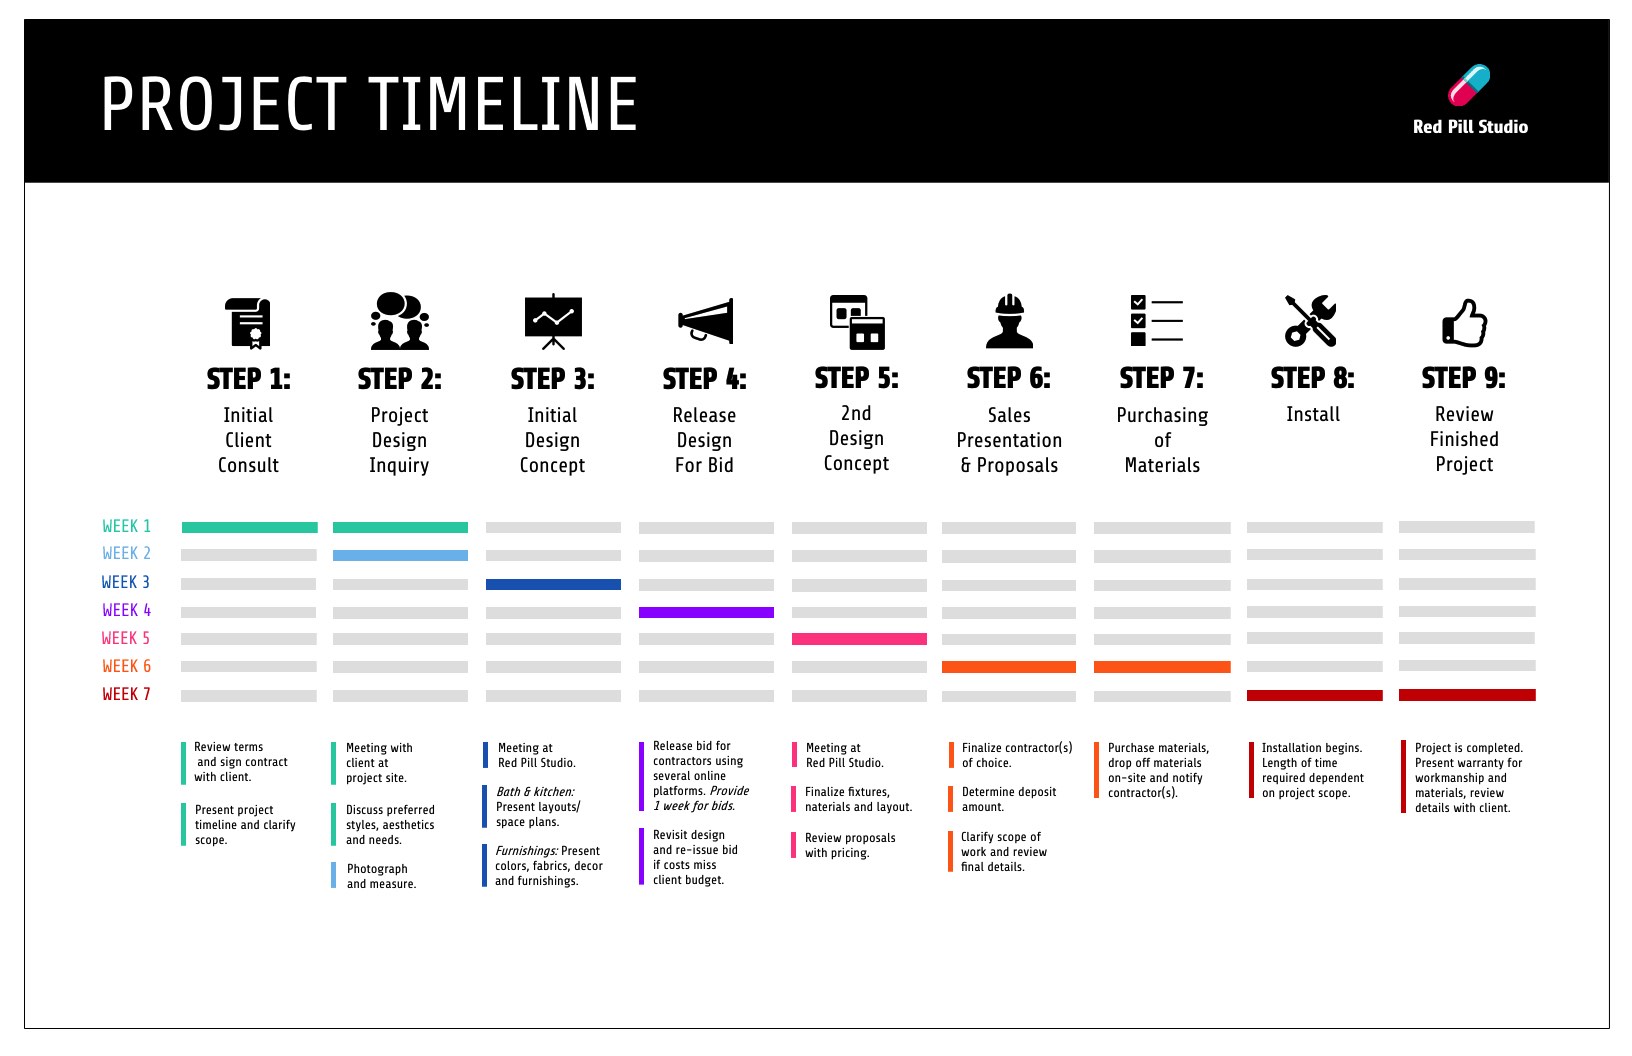 PROJECT TIMELINE
Red Pill Studio
STEP 1:
Initial
Client
Consult
STEP 2:
Project
Design
Inquiry
STEP 3:
Initial
Design
Concept
STEP 4:
Release
Design
For Bid
STEP 5:
2nd
Design
Concept
STEP 6:
Sales
Presentation
& Proposals
STEP 7:
Purchasing
of
Materials
STEP 8:
Install
STEP 9:
Review
Finished
Project
WEEK 1
WEEK 2
WEEK 3
WEEK 4
WEEK 5
WEEK 6
WEEK 7
Review terms
and sign contract
with client.
Present project
timeline and clarify
scope.
Meeting with
client at
project site.
Discuss preferred
styles, aesthetics
and needs.
Photograph
and measure.
Meeting at
Red Pill Studio.
Bath & kitchen:
Present layouts/
space plans.
Furnishings: Present
colors, fabrics, decor
and furnishings.
Release bid for
contractors using
several online
platforms. Provide
1 week for bids.
Revisit design
and re-issue bid
if costs miss
client budget.
Meeting at
Red Pill Studio.
Finalize fixtures,
naterials and layout.
Review proposals
with pricing.
Finalize contractor(s)
of choice.
Determine deposit
amount.
Clarify scope of
work and review
final details.
Purchase materials,
drop off materials
on-site and notify
contractor(s).
Installation begins.
Length of time
required dependent
on project scope.
Project is completed.
Present warranty for
workmanship and
materials, review
details with client.